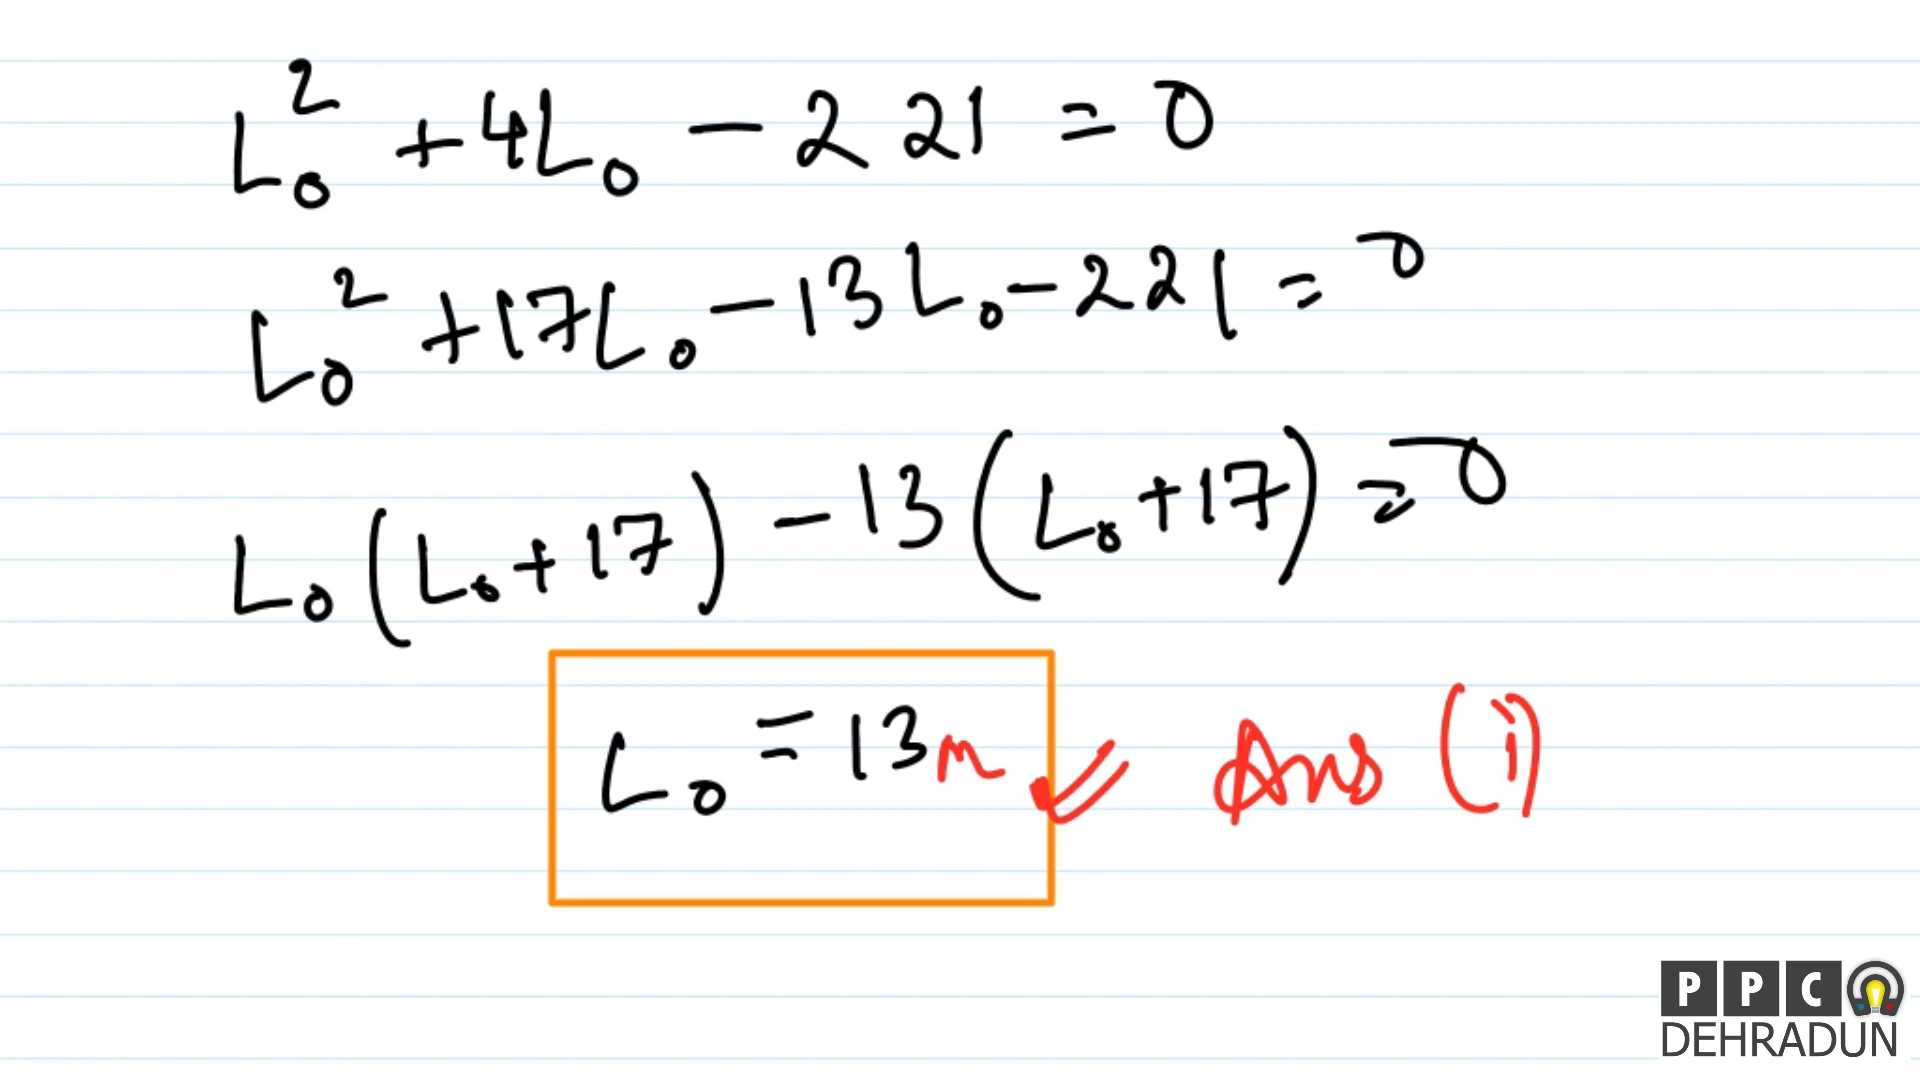 L₀² + 4L₀ - 221 = 0
L₀² + 17L₀ - 13L₀ - 221 = 0
L₀(L₀ + 17) - 13(L₀ + 17) = 0
L₀ = 13m Ans (i)
PPC
DEHRADUN